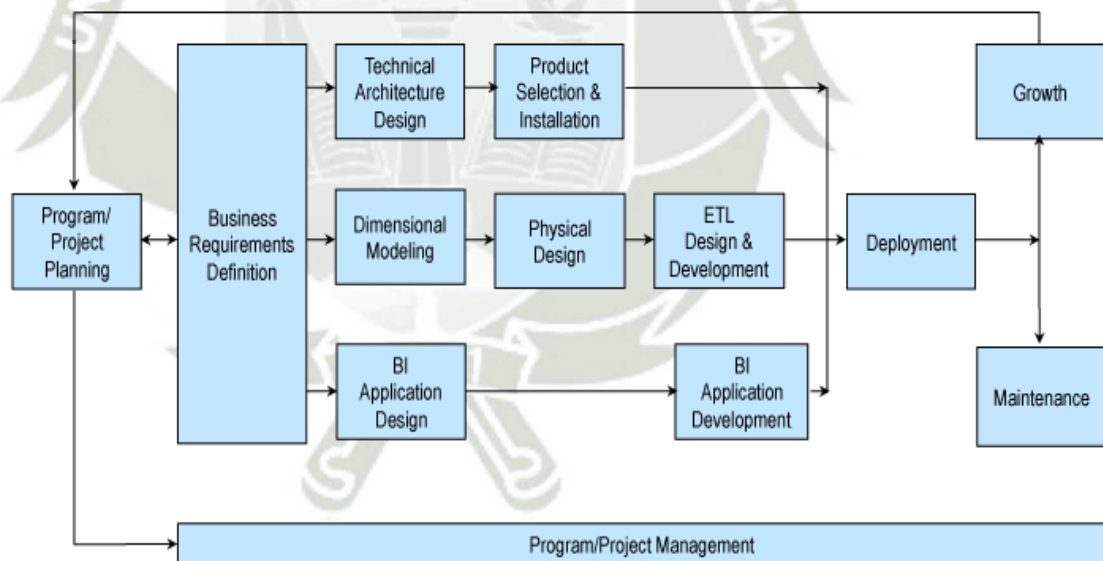 Technical
Architecture
Design
Product
Selection &
Installation
Growth
Program/
Project
Planning
Business
Requirements
Definition
Dimensional
Modeling
Physical
Design
ETL
Design &
Development
Deployment
BI
Application
Design
BI
Application
Development
Maintenance
Program/Project Management